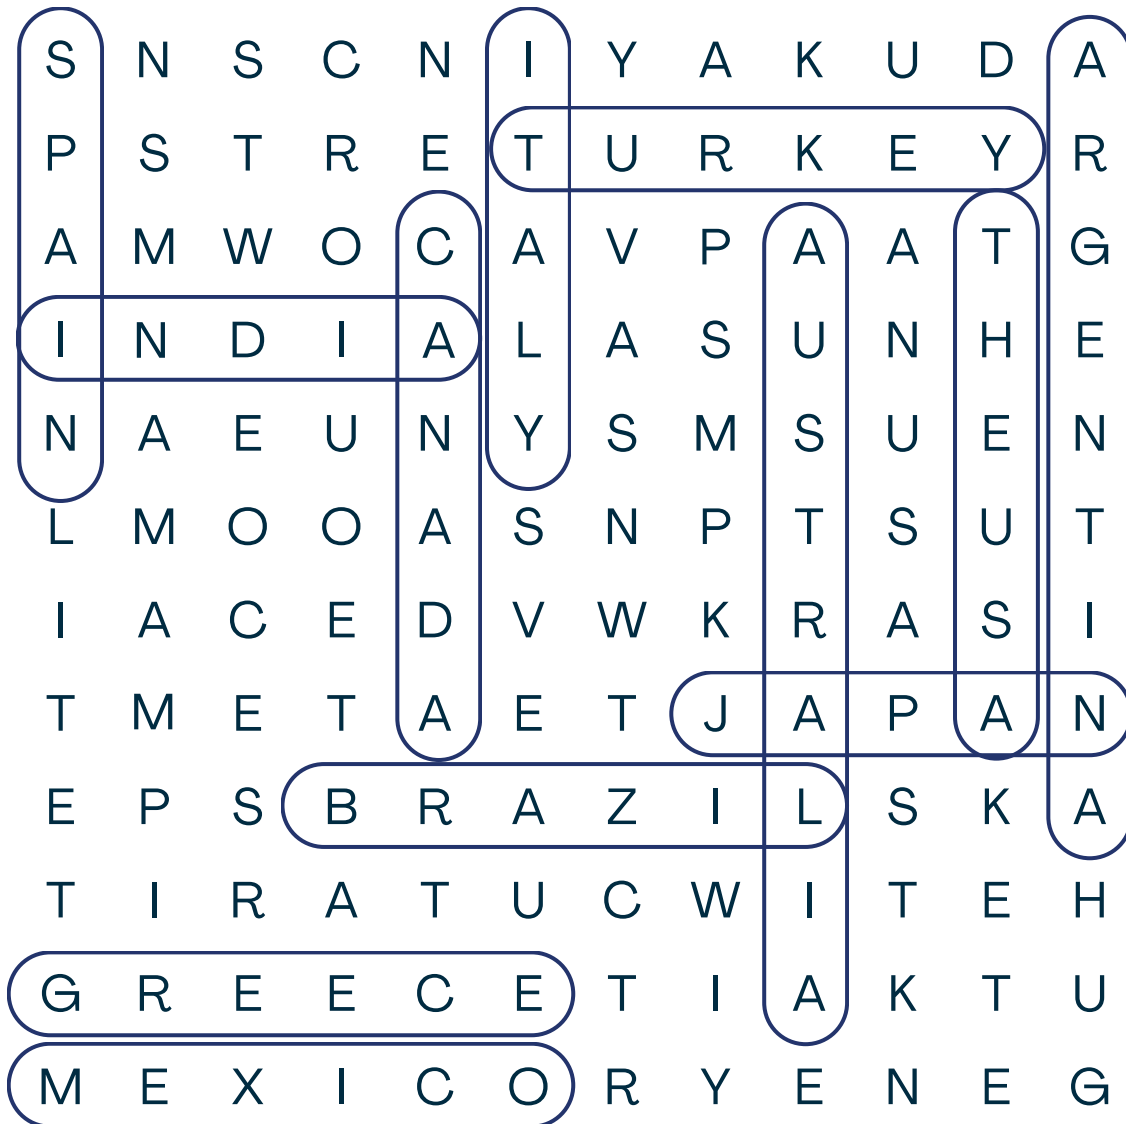 S N S C N I Y A K U D A
P S T R E T U R K E Y R
A M W O C A V P A A T G
I N D I A L A S U N H E
N A E U N Y S M S U E N
L M O O A S N P T S U T
I A C E D V W K R A S I
T M E T A E T J A P A N
E P S B R A Z I L S K A
T I R A T U C W I T E H
G R E E C E T I A K T U
M E X I C O R Y E N E G